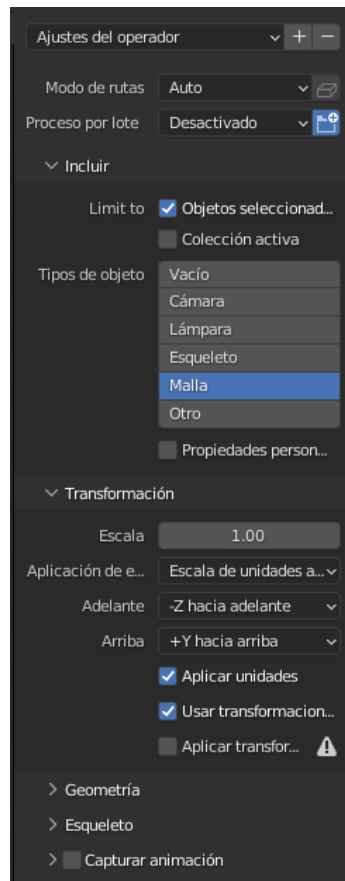 Ajustes del operador
Modo de rutas Auto
Proceso por lote Desactivado
Incluir
Limit to Objetos seleccionad...
Colección activa
Tipos de objeto Vacío
Cámara
Lámpara
Esqueleto
Malla
Otro
Propiedades person...
Transformación
Escala 1.00
Aplicación de e... Escala de unidades a...
Adelante -Z hacia adelante
Arriba +Y hacia arriba
Aplicar unidades
Usar transformacion...
Aplicar transfor...
Geometría
Esqueleto
Capturar animación